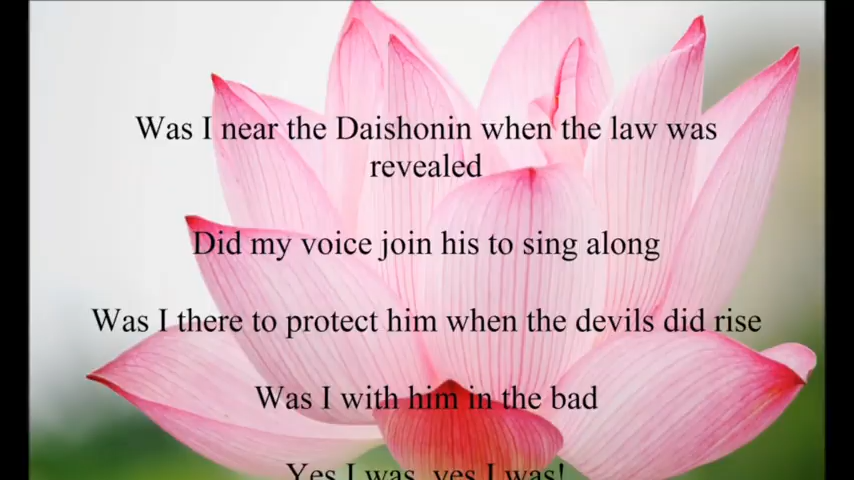 Was I near the Daishonin when the law was
revealed
Did my voice join his to sing along
Was I there to protect him when the devils did rise
Was I with him in the bad
Yes I was, yes I was!